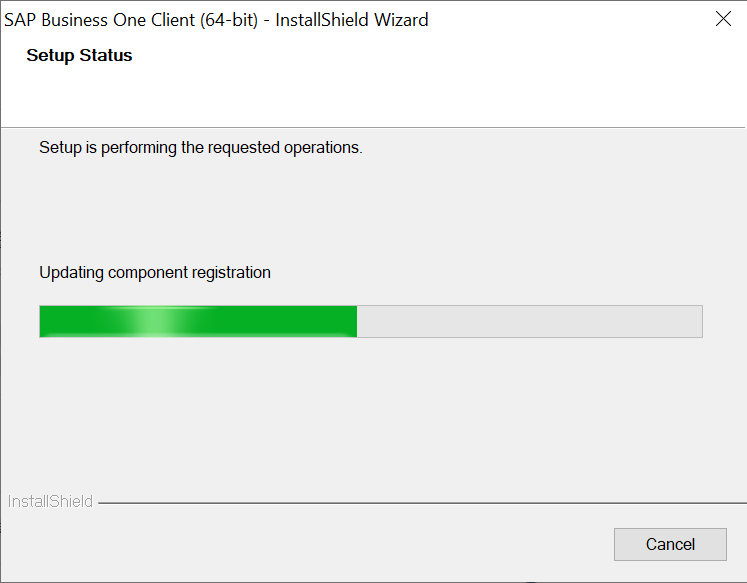 SAP Business One Client (64-bit) - InstallShield Wizard
Setup Status
Setup is performing the requested operations.
Updating component registration
InstallShield
Cancel